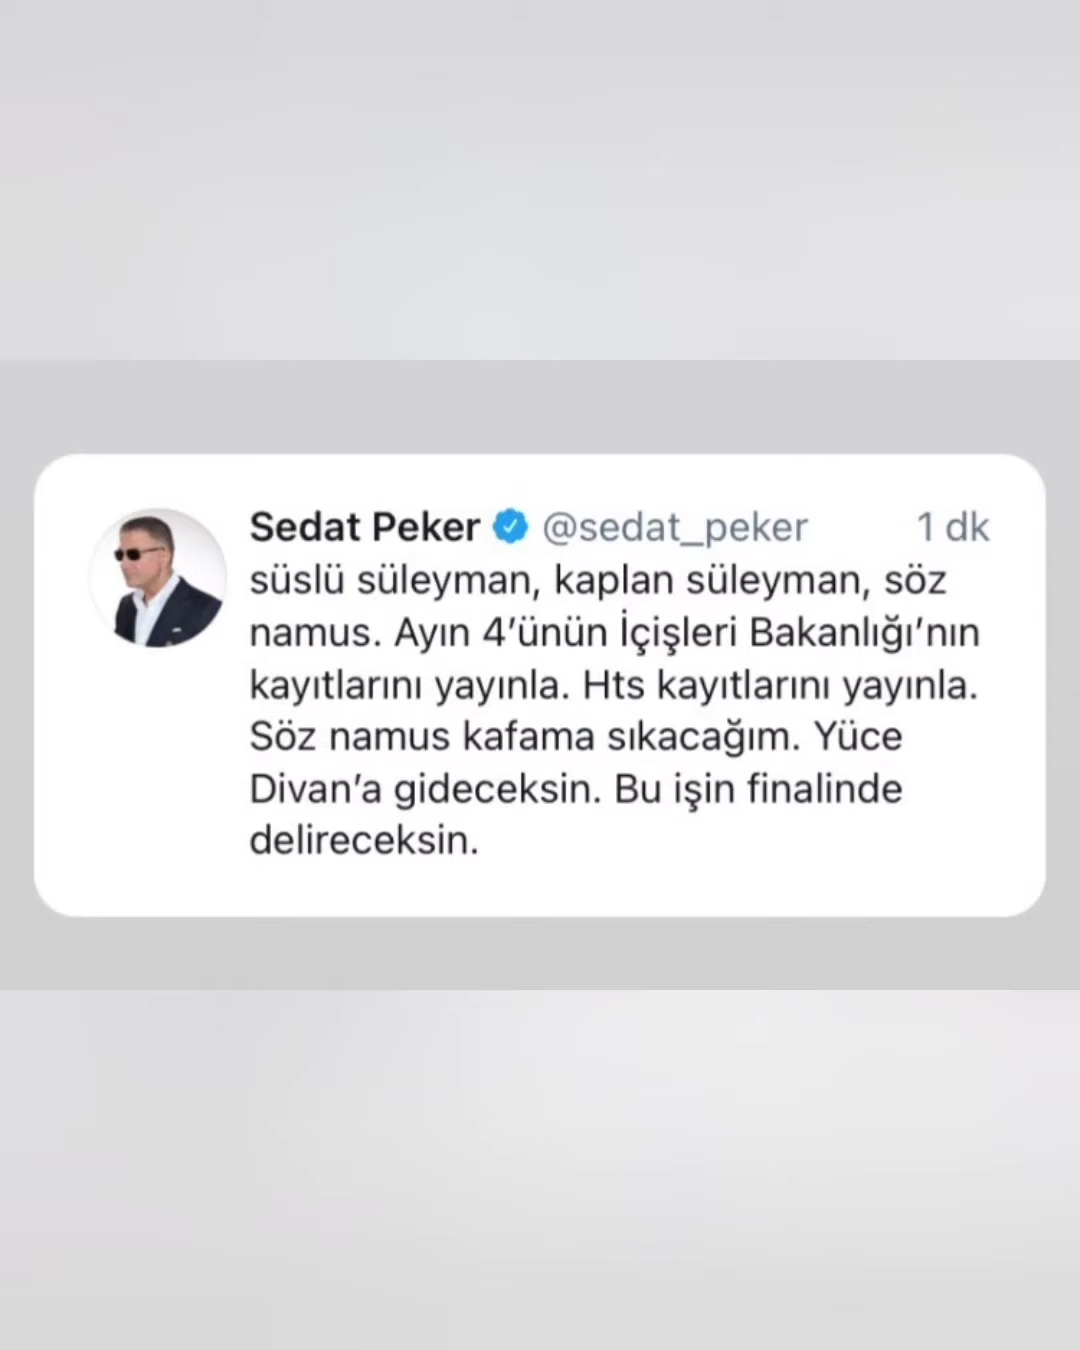 Sedat Peker @sedat_peker 1 dk
süslü süleyman, kaplan süleyman, söz
namus. Ayın 4’ünün İçişleri Bakanlığı’nın
kayıtlarını yayınla. Hts kayıtlarını yayınla.
Söz namus kafama sıkacağım. Yüce
Divan’a gideceksin. Bu işin finalinde
delireceksin.